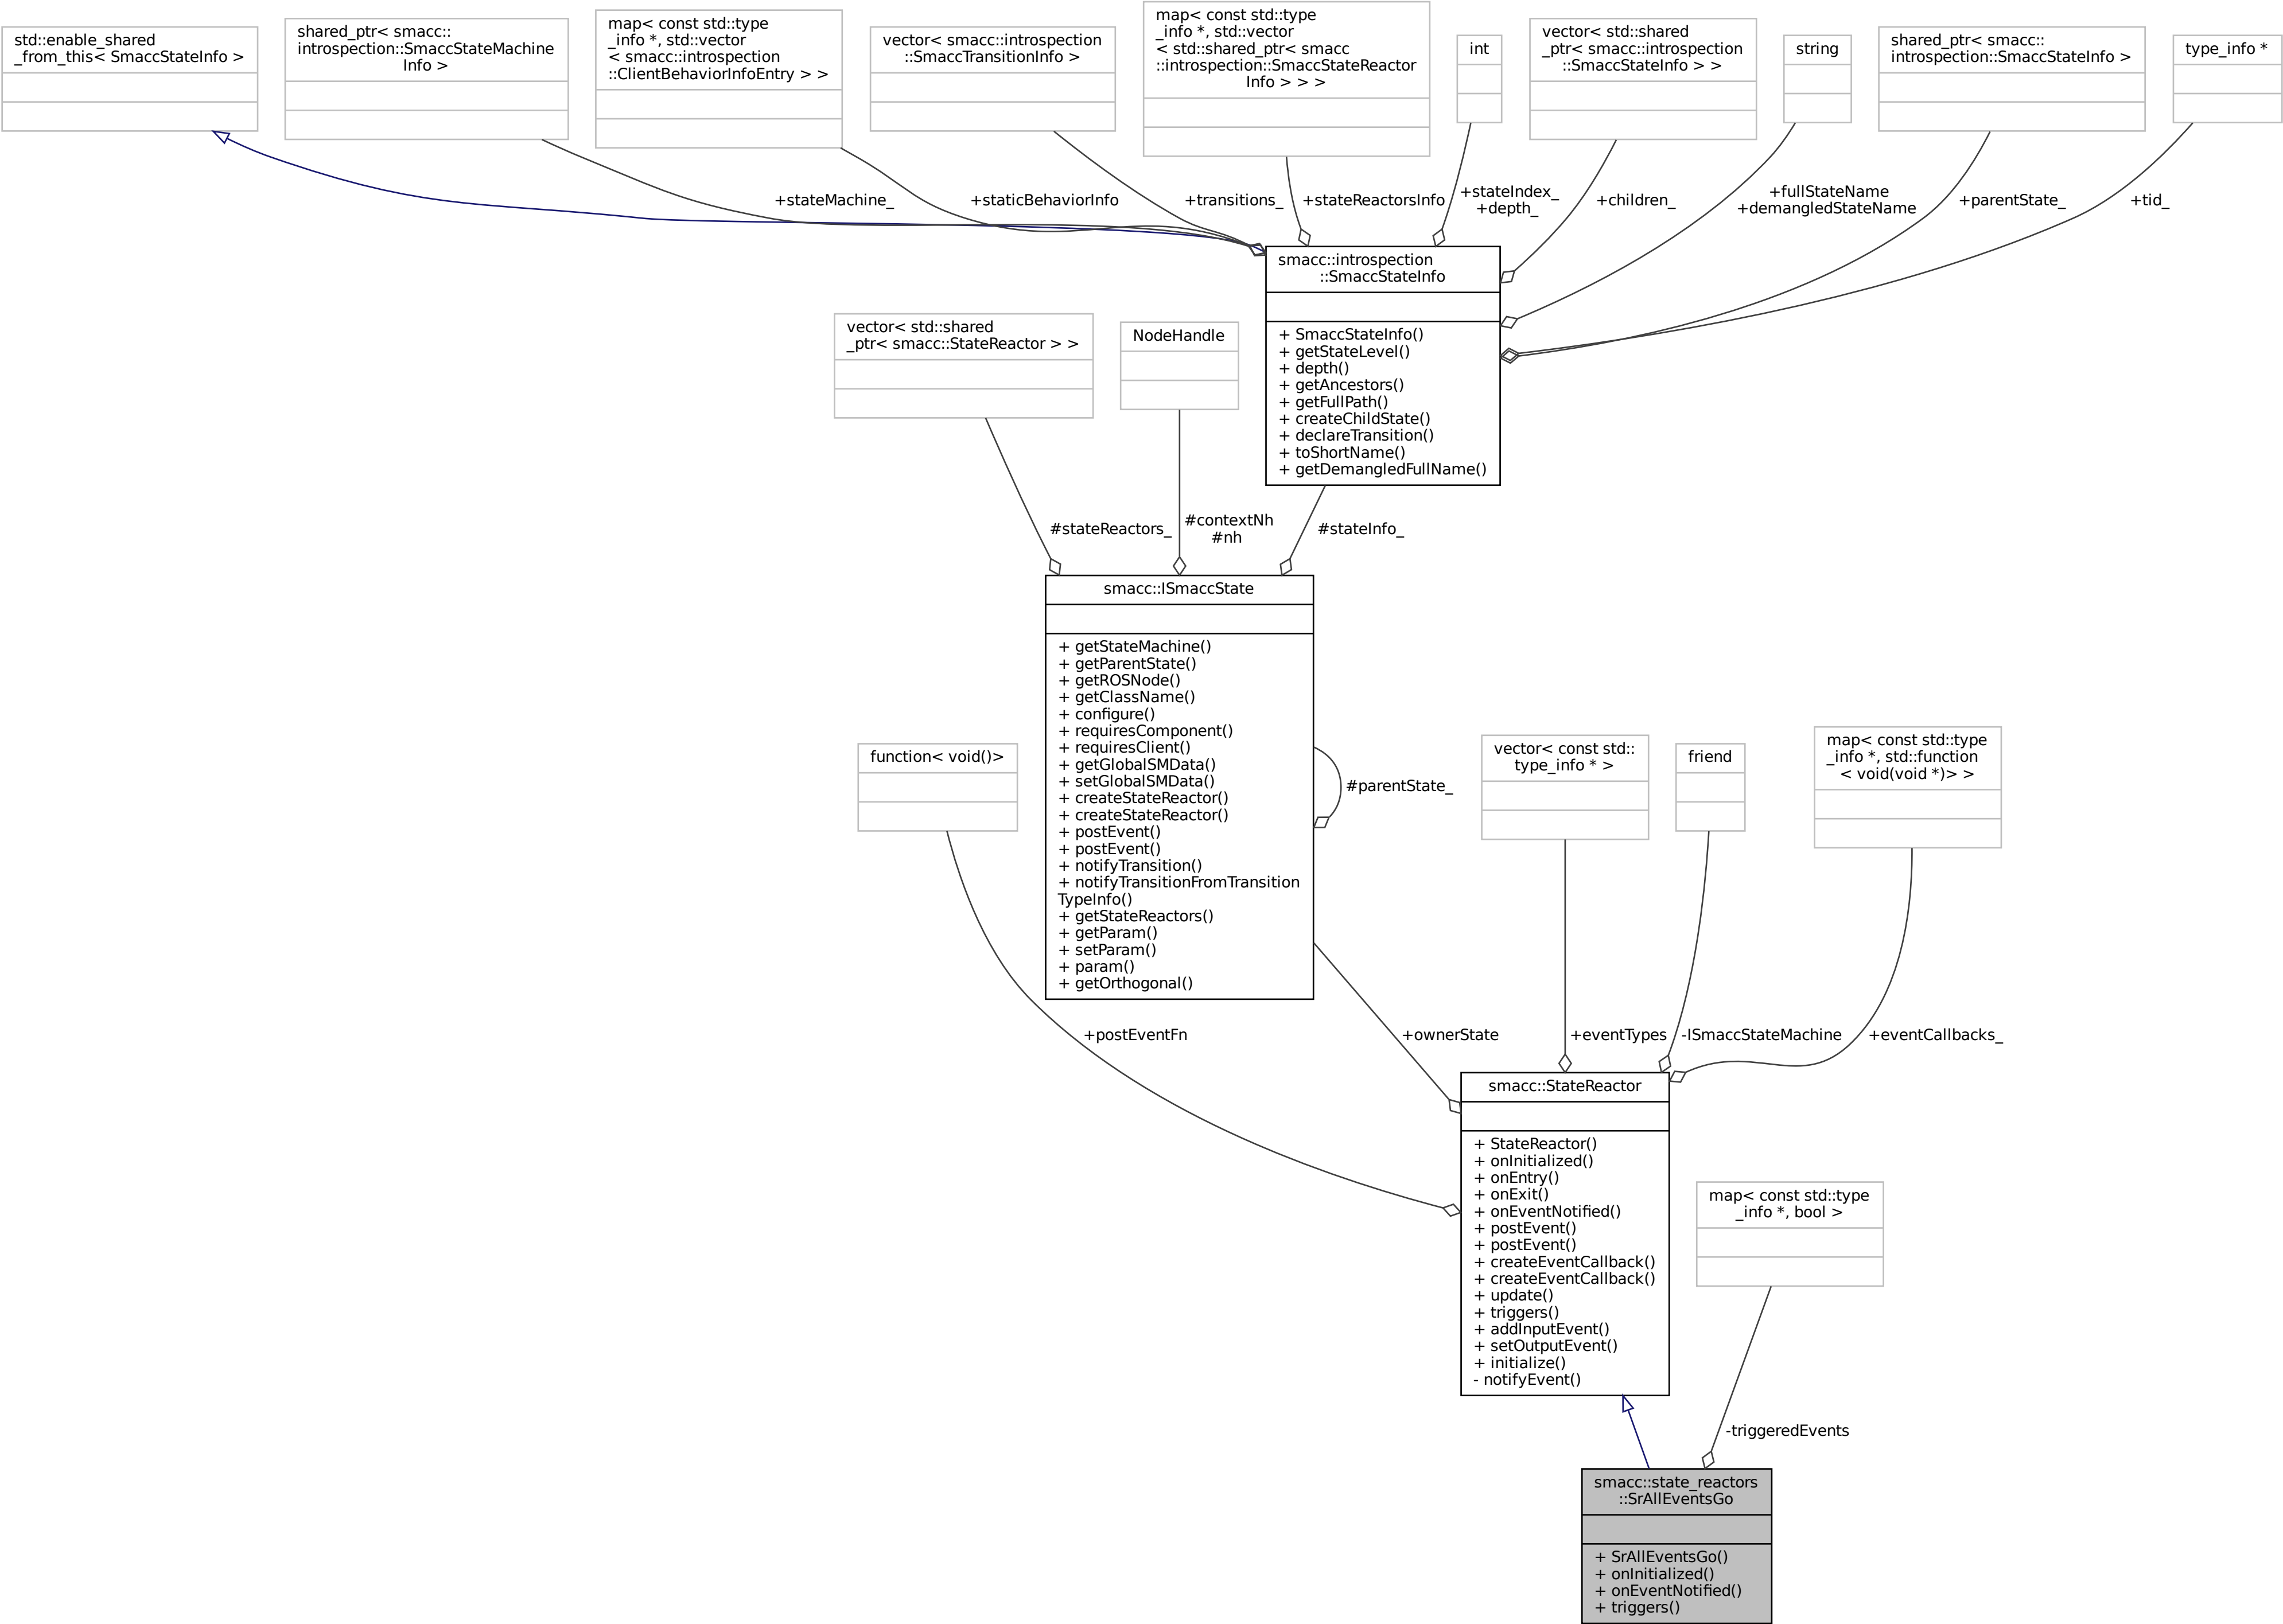 std::enable_shared
_from_this< SmaccStateInfo >
shared_ptr< smacc::
introspection::SmaccStateMachine
Info >
map< const std::type
_info *, std::vector
< smacc::introspection
::ClientBehaviorInfoEntry > >
vector< smacc::introspection
::SmaccTransitionInfo >
map< const std::type
_info *, std::vector
< std::shared_ptr< smacc
::introspection::SmaccStateReactor
Info > > >
int
vector< std::shared
_ptr< smacc::introspection
::SmaccStateInfo > >
string
shared_ptr< smacc::
introspection::SmaccStateInfo >
type_info *
+stateMachine_
+staticBehaviorInfo
+transitions_
+stateReactorsInfo
+stateIndex_
+depth_
+children_
+fullStateName
+demangledStateName
+parentState_
+tid_
smacc::introspection
::SmaccStateInfo
+ SmaccStateInfo()
+ getStateLevel()
+ depth()
+ getAncestors()
+ getFullPath()
+ createChildState()
+ declareTransition()
+ toShortName()
+ getDemangledFullName()
vector< std::shared
_ptr< smacc::StateReactor > >
NodeHandle
#stateReactors_
#contextNh
#nh
#stateInfo_
smacc::ISmaccState
+ getStateMachine()
+ getParentState()
+ getROSNode()
+ getClassName()
+ configure()
+ requiresComponent()
+ requiresClient()
+ getGlobalSMData()
+ setGlobalSMData()
+ createStateReactor()
+ createStateReactor()
+ postEvent()
+ postEvent()
+ notifyTransition()
+ notifyTransitionFromTransition
TypeInfo()
+ getStateReactors()
+ getParam()
+ setParam()
+ param()
+ getOrthogonal()
#parentState_
function< void()>
vector< const std::
type_info * >
friend
map< const std::type
_info *, std::function
< void(void *)> >
+postEventFn
+ownerState
+eventTypes
-ISmaccStateMachine
+eventCallbacks_
smacc::StateReactor
+ StateReactor()
+ onInitialized()
+ onEntry()
+ onExit()
+ onEventNotified()
+ postEvent()
+ postEvent()
+ createEventCallback()
+ createEventCallback()
+ update()
+ triggers()
+ addInputEvent()
+ setOutputEvent()
+ initialize()
- notifyEvent()
map< const std::type
_info *, bool >
-triggeredEvents
smacc::state_reactors
::SrAllEventsGo
+ SrAllEventsGo()
+ onInitialized()
+ onEventNotified()
+ triggers()